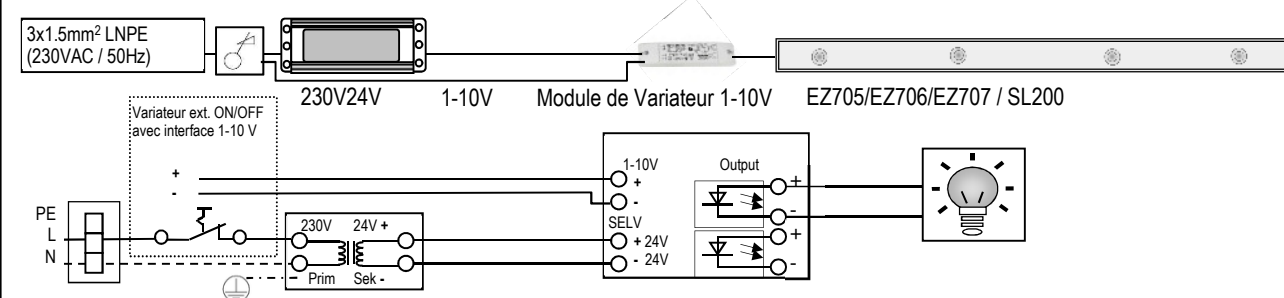 3x1.5mm² LNPE
(230VAC / 50Hz)
230V24V
1-10V
Module de Variateur 1-10V
EZ705/EZ706/EZ707 / SL200
Variateur ext. ON/OFF
avec interface 1-10 V
+
-
1-10V
+
-
SELV
+ 24V
- 24V
Output
+
-
+
-
PE
L
N
230V
24V +
Prim
Sek -